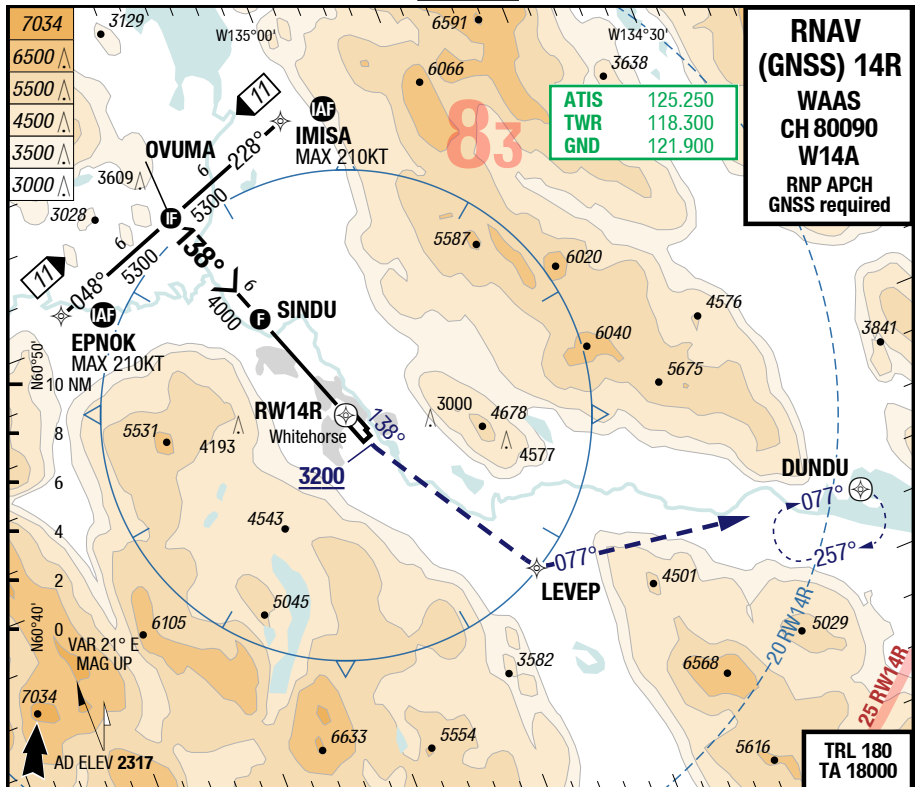 7034
6500
5500
4500
3500
3000
3129
W135°00'
6591
W134°30'
3638
6066
83
ATIS 125.250
TWR 118.300
GND 121.900
RNAV
(GNSS) 14R
WAAS
CH 80090
W14A
RNP APCH
GNSS required
11
IAF
IMISA
MAX 210KT
228°
6
5300
OVUMA
IF
3609
3028
6
5300
048°
11
IAF
EPNOK
MAX 210KT
138°
6
4000
F
SINDU
5587
6020
4576
3841
6040
5675
N60°50'
10 NM
8
6
4
2
0
N60°40'
RW14R
Whitehorse
138°
3200
3000
4678
4577
5531
4193
4543
5045
6105
DUNDU
077°
257°
077°
LEVEP
4501
5029
6568
3582
20 RW14R
25 RW14R
VAR 21° E
MAG UP
7034
AD ELEV 2317
6633
5554
5616
TRL 180
TA 18000